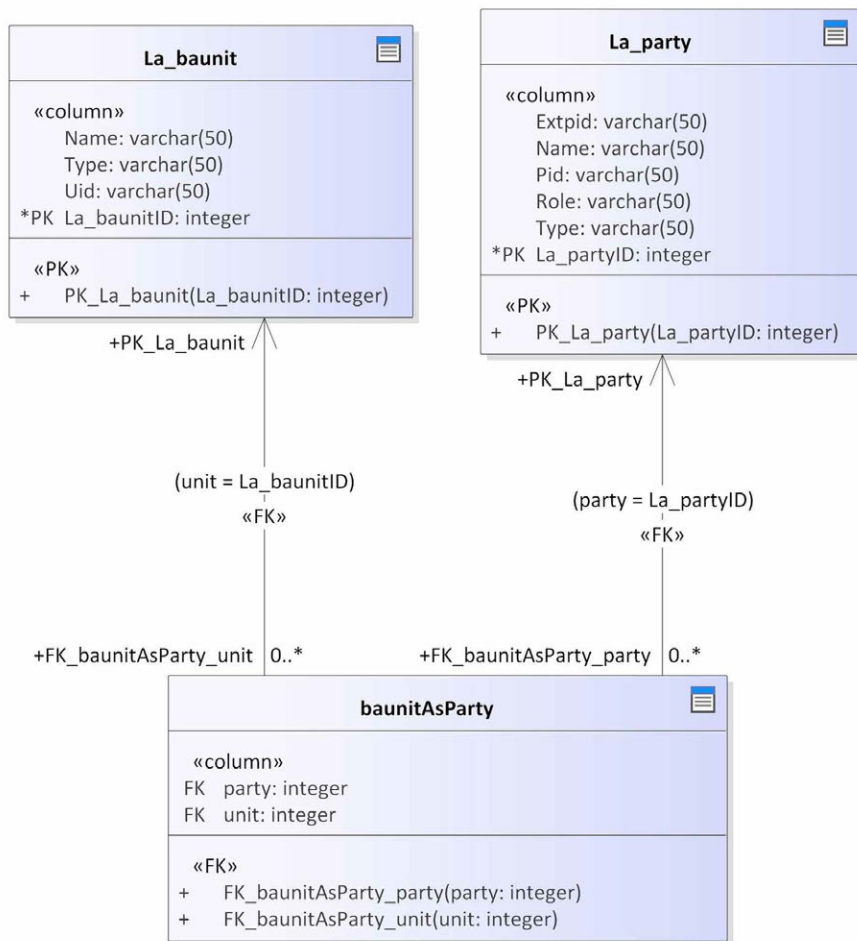 La_baunit
«column»
Name: varchar(50)
Type: varchar(50)
Uid: varchar(50)
*PK La_baunitID: integer
«PK»
+ PK_La_baunit(La_baunitID: integer)
La_party
«column»
Extpid: varchar(50)
Name: varchar(50)
Pid: varchar(50)
Role: varchar(50)
Type: varchar(50)
*PK La_partyID: integer
«PK»
+ PK_La_party(La_partyID: integer)
+PK_La_baunit
+PK_La_party
(unit = La_baunitID)
«FK»
(party = La_partyID)
«FK»
+FK_baunitAsParty_unit 0..*
+FK_baunitAsParty_party 0..*
baunitAsParty
«column»
FK party: integer
FK unit: integer
«FK»
+ FK_baunitAsParty_party(party: integer)
+ FK_baunitAsParty_unit(unit: integer)